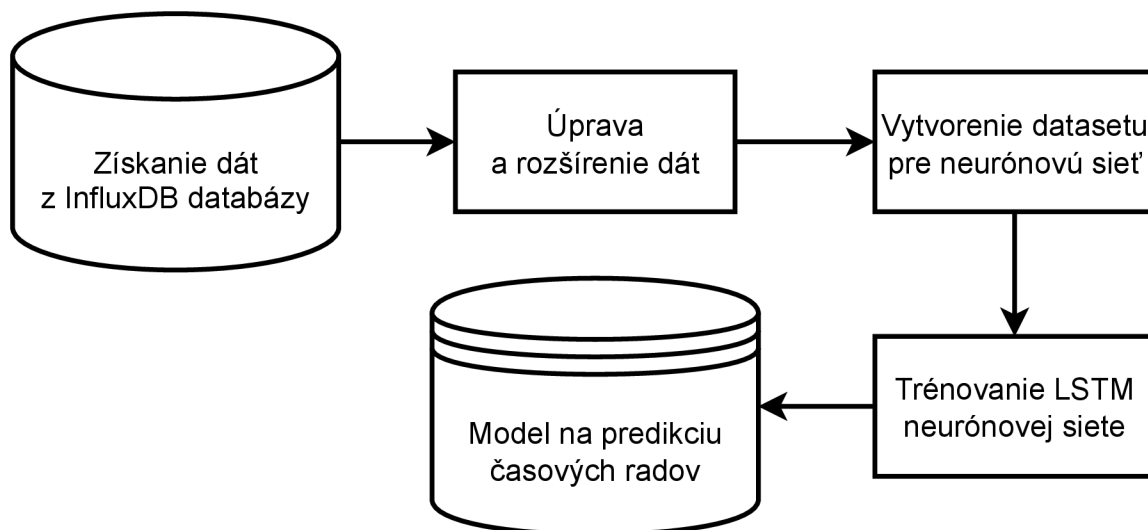 Získanie dát
z InfluxDB databázy
Úprava
a rozšírenie dát
Vytvorenie datasetu
pre neurónovú sieť
Trénovanie LSTM
neurónovej siete
Model na predikciu
časových radov